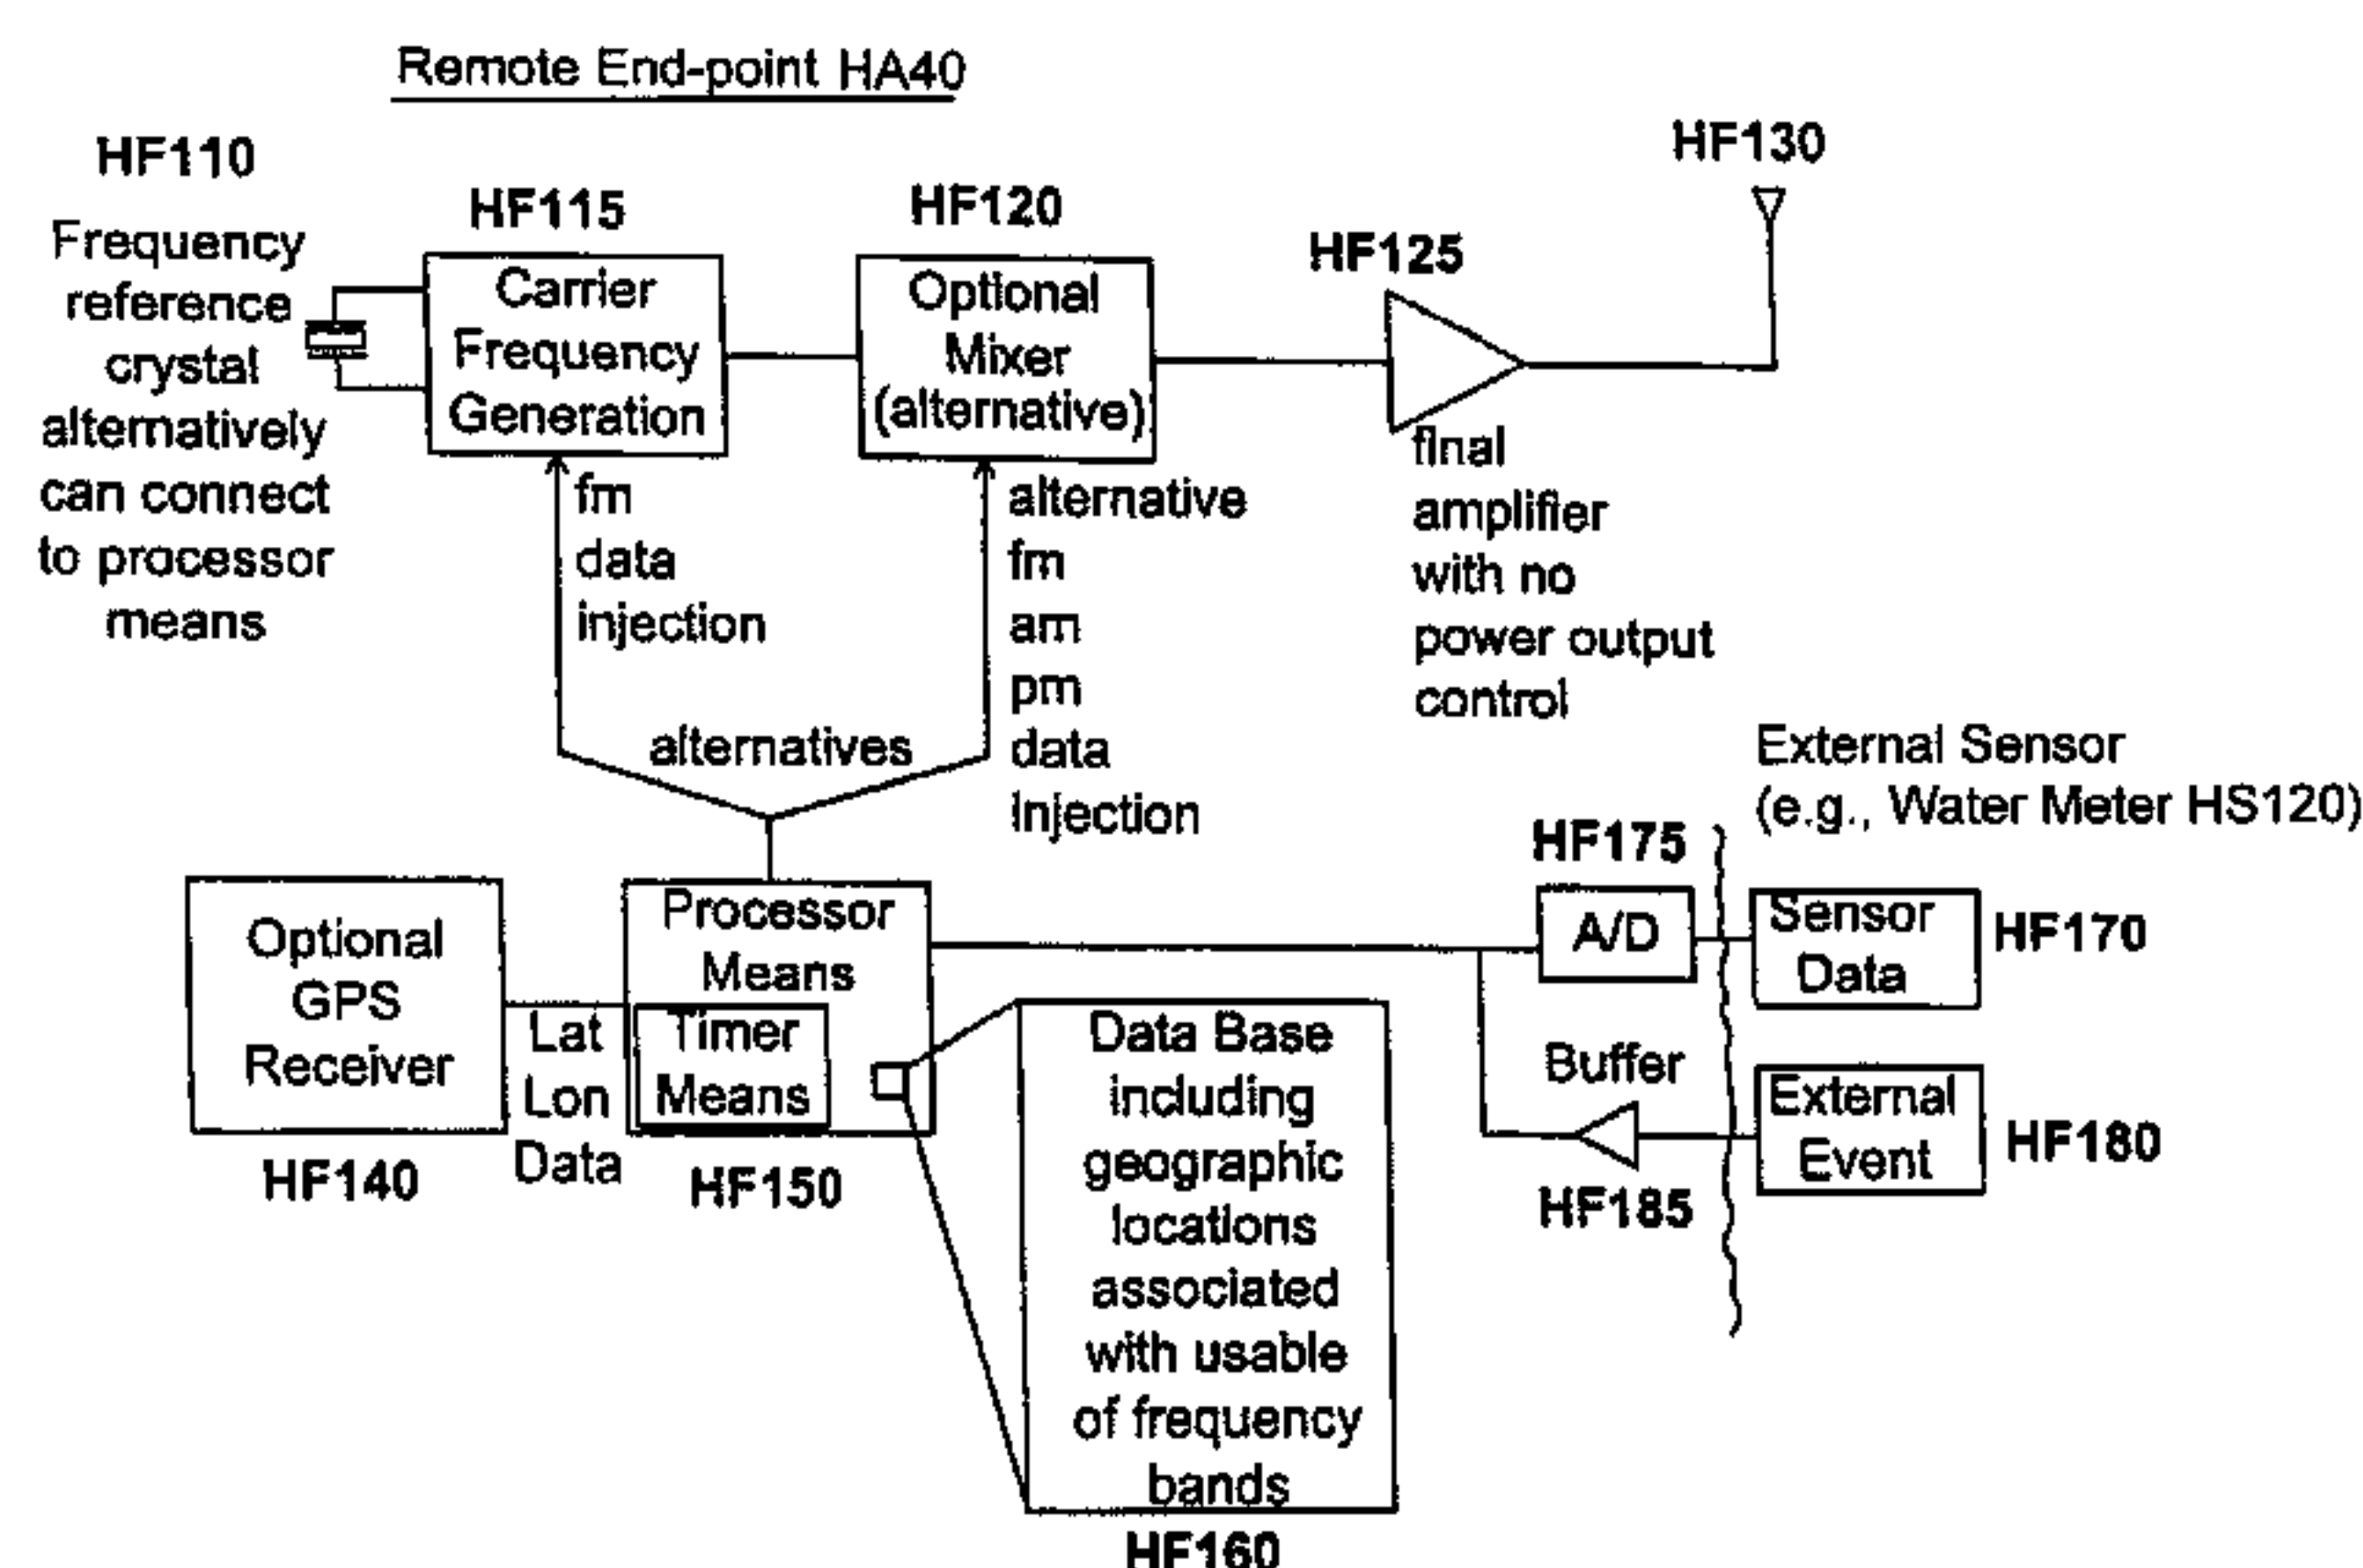 Remote End-point HA40
HF110
Frequency
reference
crystal
alternatively
can connect
to processor
means
HF115
Carrier
Frequency
Generation
HF120
Optional
Mixer
(alternative)
HF125
final
amplifier
with no
power output
control
HF130
fm
data
injection
alternatives
alternative
fm
am
pm
data
injection
External Sensor
(e.g., Water Meter HS120)
Optional
GPS
Receiver
HF140
Lat
Lon
Data
Processor
Means
Timer
Means
HF150
Data Base
including
geographic
locations
associated
with usable
of frequency
bands
HF160
HF175
A/D
Sensor
Data
HF170
Buffer
HF185
External
Event
HF180